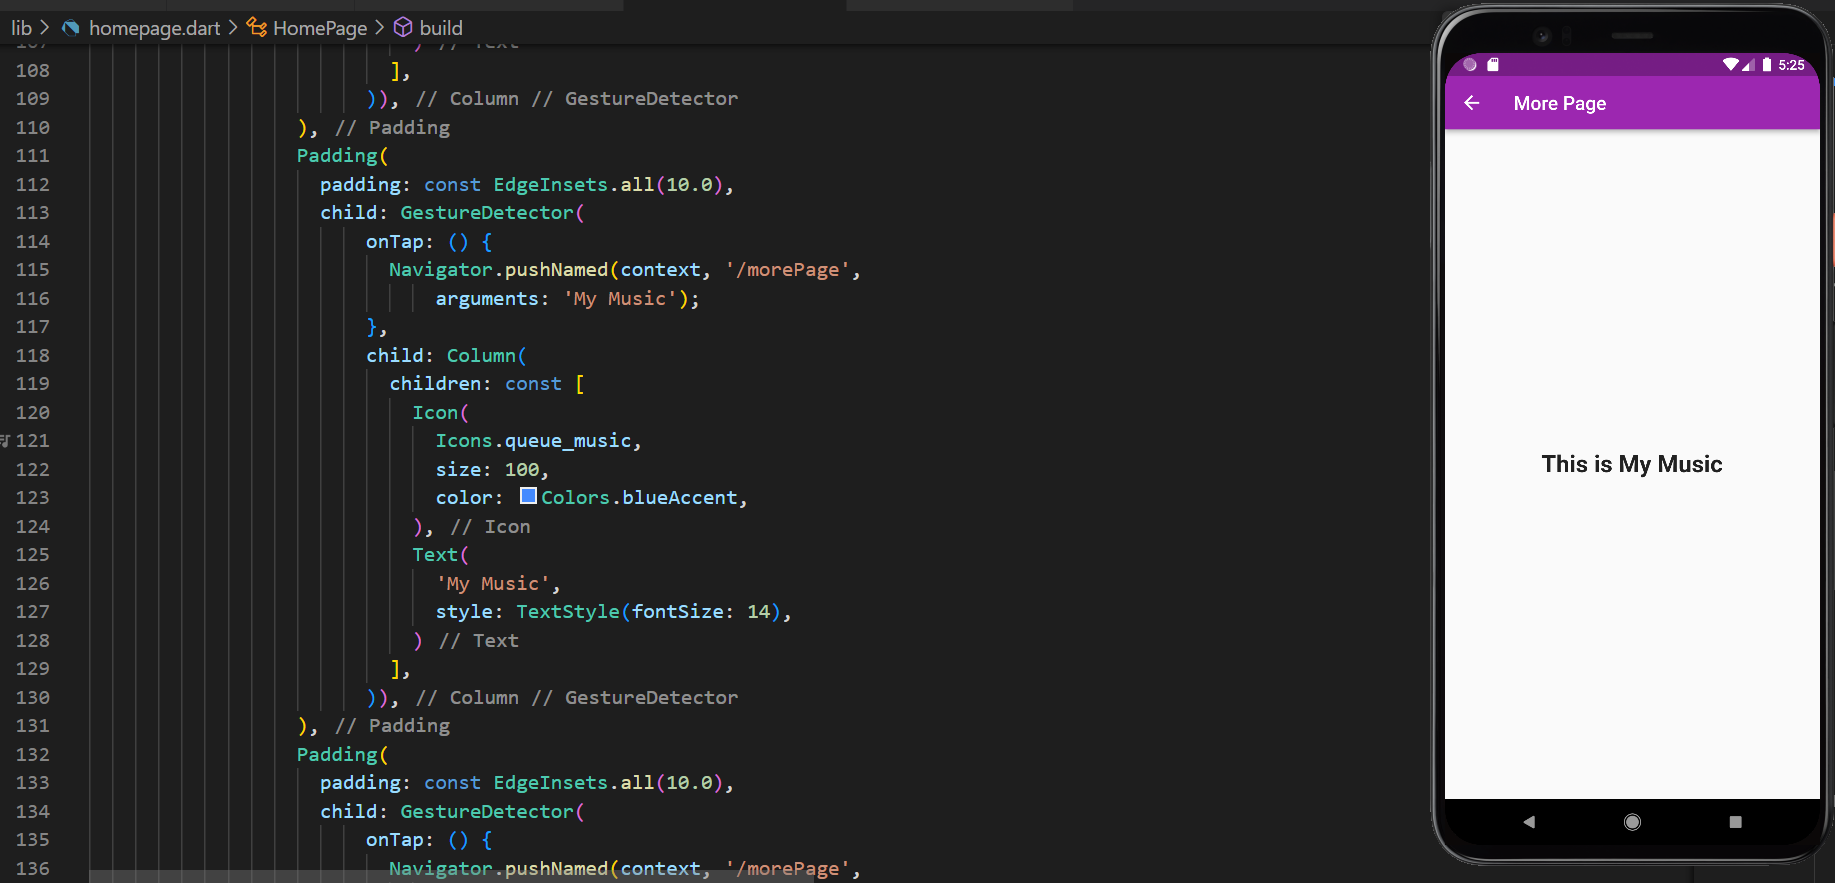 lib > homepage.dart > HomePage > build
107 ) // Text
108 ],
109 )), // Column // GestureDetector
110 ), // Padding
111 Padding(
112 padding: const EdgeInsets.all(10.0),
113 child: GestureDetector(
114 onTap: () {
115 Navigator.pushNamed(context, '/morePage',
116 arguments: 'My Music');
117 },
118 child: Column(
119 children: const [
120 Icon(
121 Icons.queue_music,
122 size: 100,
123 color: Colors.blueAccent,
124 ), // Icon
125 Text(
126 'My Music',
127 style: TextStyle(fontSize: 14),
128 ) // Text
129 ],
130 )), // Column // GestureDetector
131 ), // Padding
132 Padding(
133 padding: const EdgeInsets.all(10.0),
134 child: GestureDetector(
135 onTap: () {
136 Navigator.pushNamed(context, '/morePage',
5:25
More Page
This is My Music